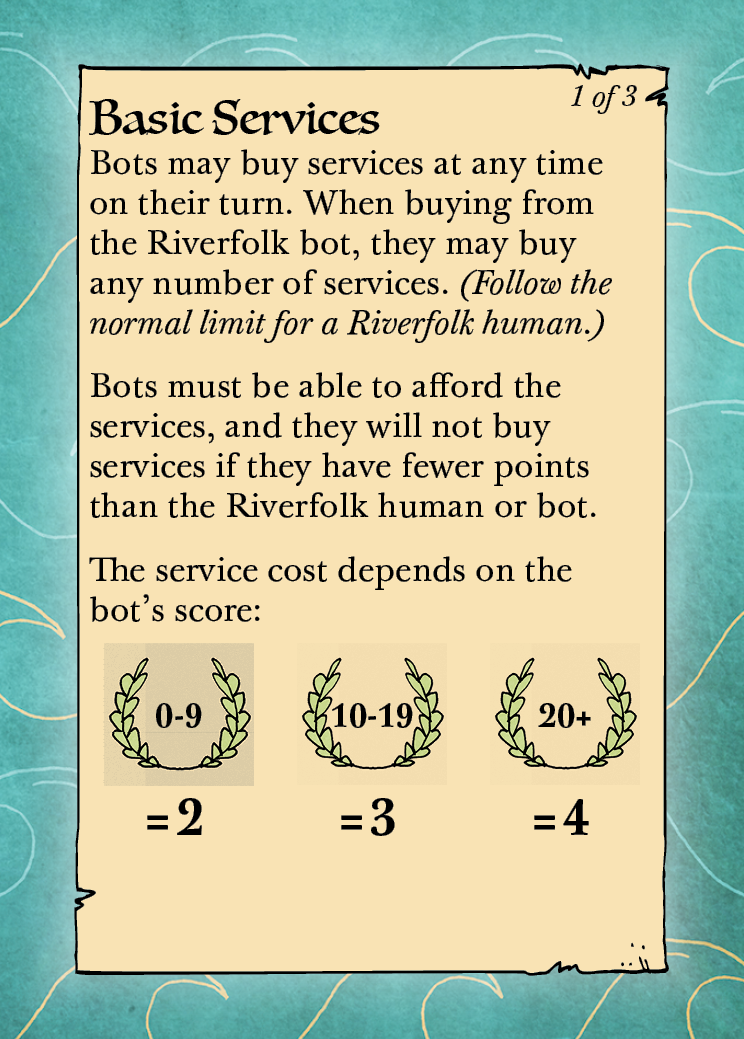 1 of 3
Basic Services
Bots may buy services at any time
on their turn. When buying from
the Riverfolk bot, they may buy
any number of services. (Follow the
normal limit for a Riverfolk human.)
Bots must be able to afford the
services, and they will not buy
services if they have fewer points
than the Riverfolk human or bot.
The service cost depends on the
bot’s score:
0-9 10-19 20+
=2 =3 =4